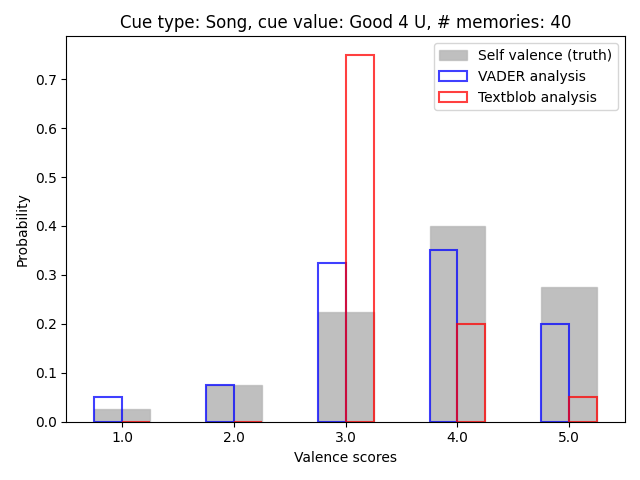 Cue type: Song, cue value: Good 4 U, # memories: 40
Self valence (truth)
VADER analysis
Textblob analysis
Probability
0.7
0.6
0.5
0.4
0.3
0.2
0.1
0.0
1.0 2.0 3.0 4.0 5.0
Valence scores